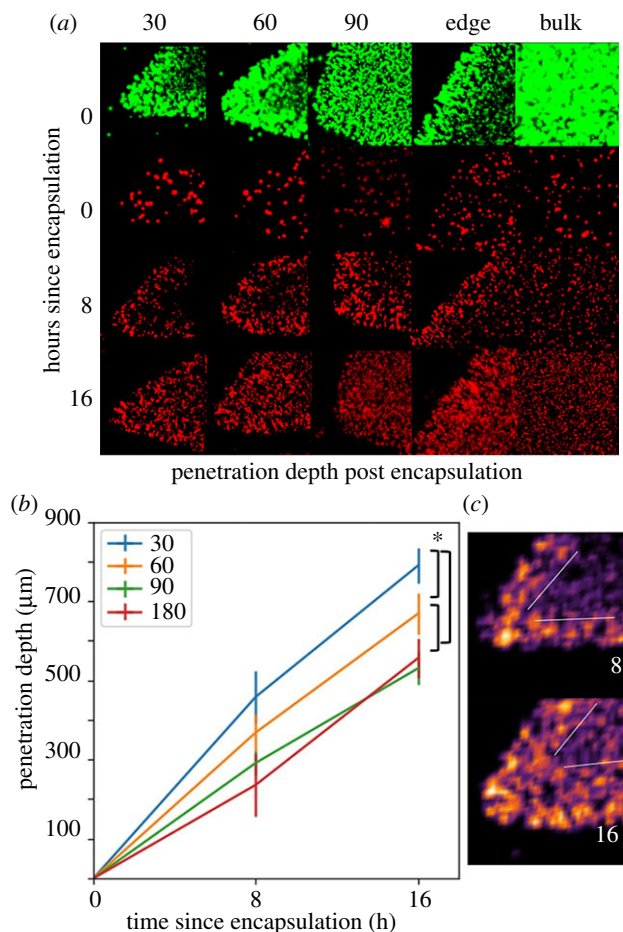 (a) 30 60 90 edge bulk
hours since encapsulation
0
0
8
16
penetration depth post encapsulation
(b)
penetration depth (µm)
900
700
500
300
100
30
60
90
180
*
0 8 16
time since encapsulation (h)
(c)
8
16